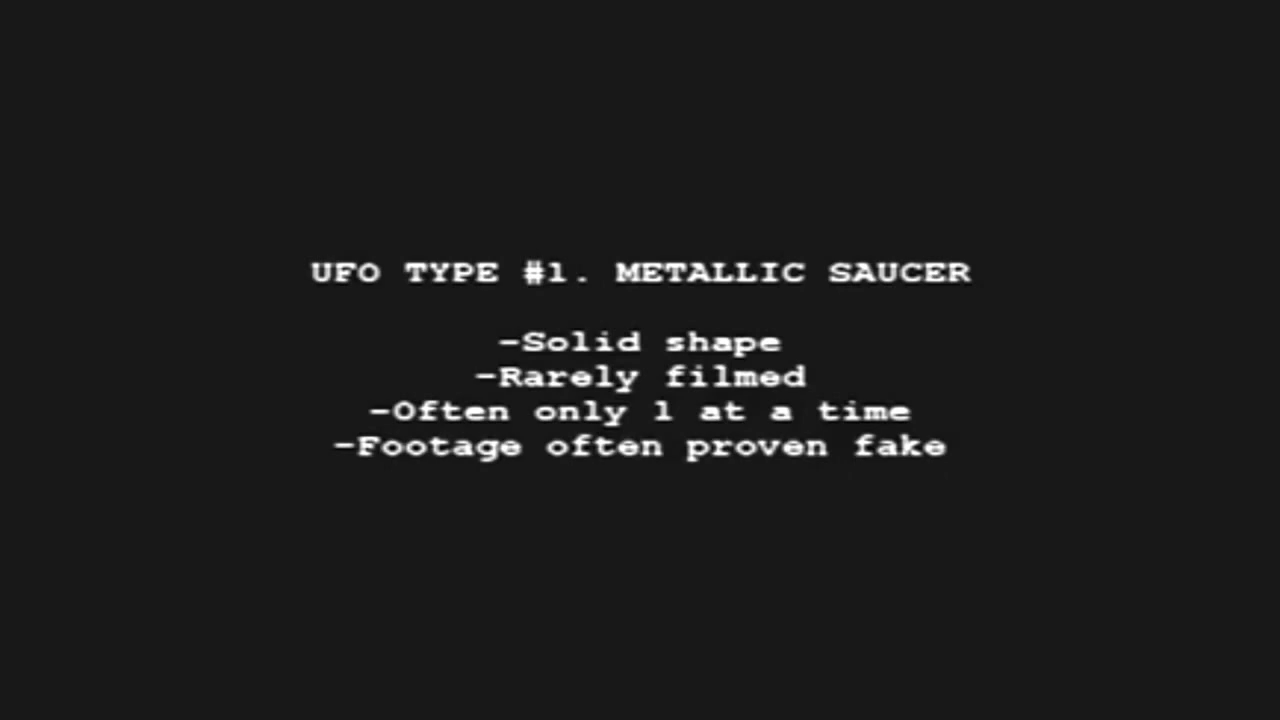 UFO TYPE #1. METALLIC SAUCER
-Solid shape
-Rarely filmed
-Often only 1 at a time
-Footage often proven fake